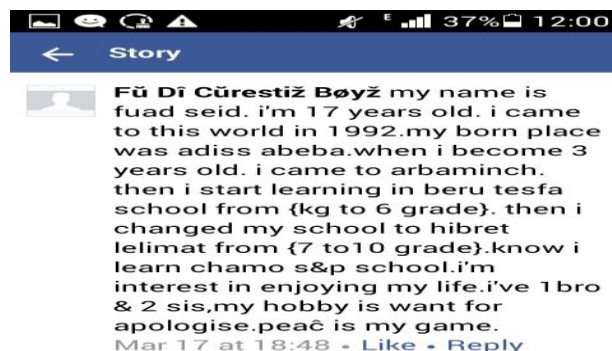 E 37% 12:00
← Story
Fŭ Dî Cŭrestiž Bøyž my name is
fuad seid. i'm 17 years old. i came
to this world in 1992.my born place
was adiss abeba.when i become 3
years old. i came to arbaminch.
then i start learning in beru tesfa
school from {kg to 6 grade}. then i
changed my school to hibret
lelimat from {7 to10 grade}.know i
learn chamo s&p school.i'm
interest in enjoying my life.i've 1bro
& 2 sis,my hobby is want for
apologise.peaĉ is my game.
Mar 17 at 18:48 • Like • Reply